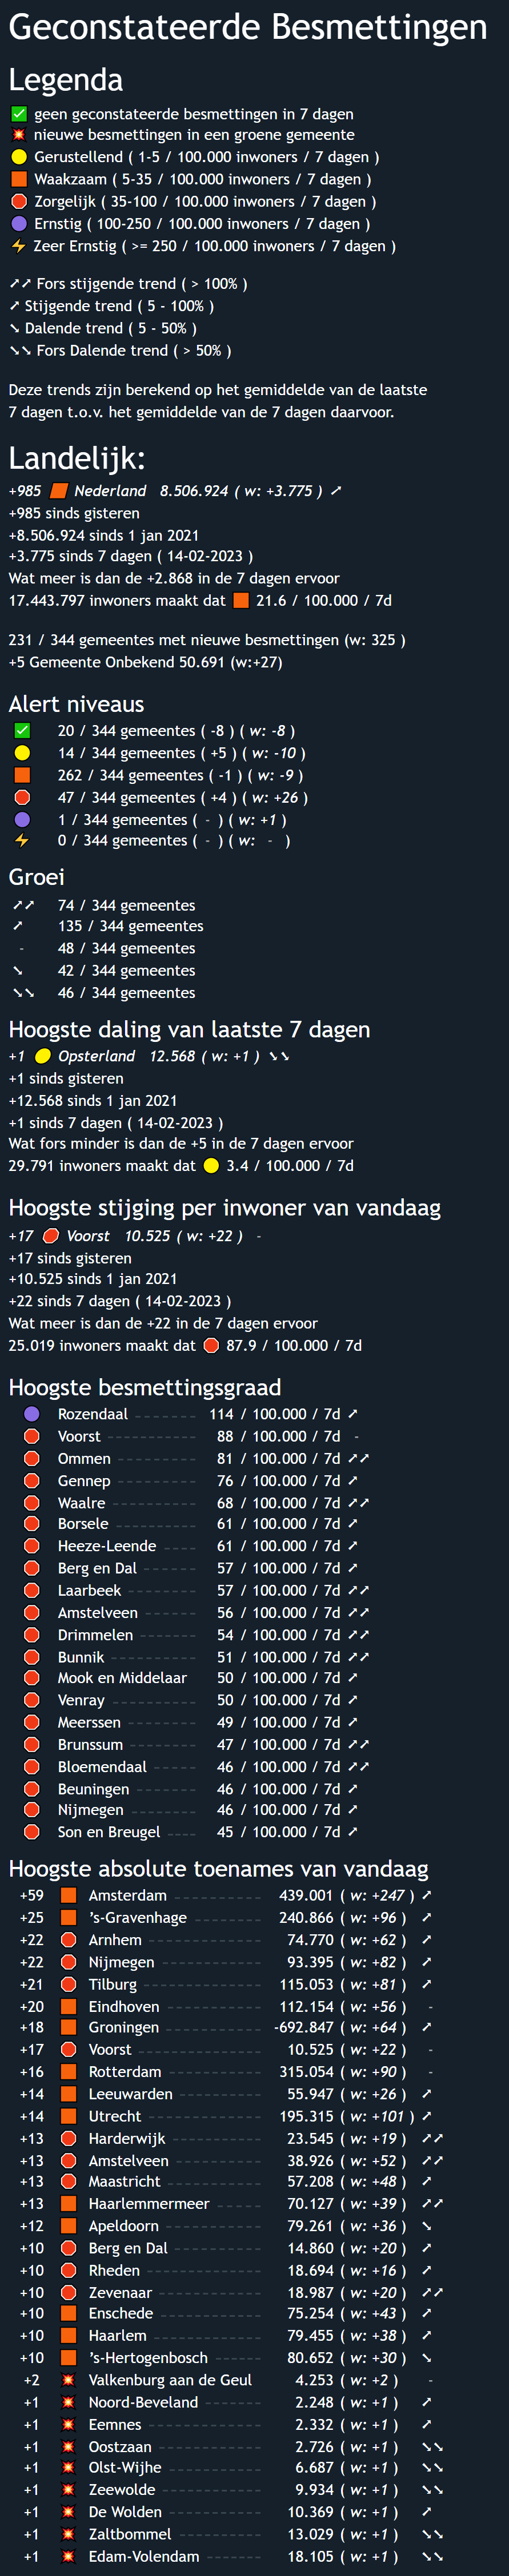 Geconstateerde Besmettingen
Legenda
✅ geen geconstateerde besmettingen in 7 dagen
💥 nieuwe besmettingen in een groene gemeente
🟡 Gerustellend ( 1-5 / 100.000 inwoners / 7 dagen )
🟧 Waakzaam ( 5-35 / 100.000 inwoners / 7 dagen )
🛑 Zorgelijk ( 35-100 / 100.000 inwoners / 7 dagen )
🟣 Ernstig ( 100-250 / 100.000 inwoners / 7 dagen )
⚡ Zeer Ernstig ( >= 250 / 100.000 inwoners / 7 dagen )
➚➚ Fors stijgende trend ( > 100% )
➚ Stijgende trend ( 5 - 100% )
➘ Dalende trend ( 5 - 50% )
➘➘ Fors Dalende trend ( > 50% )
Deze trends zijn berekend op het gemiddelde van de laatste
7 dagen t.o.v. het gemiddelde van de 7 dagen daarvoor.
Landelijk:
+985 🟧 Nederland 8.506.924 ( w: +3.775 ) ➚
+985 sinds gisteren
+8.506.924 sinds 1 jan 2021
+3.775 sinds 7 dagen ( 14-02-2023 )
Wat meer is dan de +2.868 in de 7 dagen ervoor
17.443.797 inwoners maakt dat 🟧 21.6 / 100.000 / 7d
231 / 344 gemeentes met nieuwe besmettingen (w: 325 )
+5 Gemeente Onbekend 50.691 (w:+27)
Alert niveaus
✅ 20 / 344 gemeentes ( -8 ) ( w: -8 )
🟡 14 / 344 gemeentes ( +5 ) ( w: -10 )
🟧 262 / 344 gemeentes ( -1 ) ( w: -9 )
🛑 47 / 344 gemeentes ( +4 ) ( w: +26 )
🟣 1 / 344 gemeentes ( - ) ( w: +1 )
⚡ 0 / 344 gemeentes ( - ) ( w: - )
Groei
➚➚ 74 / 344 gemeentes
➚ 135 / 344 gemeentes
- 48 / 344 gemeentes
➘ 42 / 344 gemeentes
➘➘ 46 / 344 gemeentes
Hoogste daling van laatste 7 dagen
+1 🟡 Opsterland 12.568 ( w: +1 ) ➘➘
+1 sinds gisteren
+12.568 sinds 1 jan 2021
+1 sinds 7 dagen ( 14-02-2023 )
Wat fors minder is dan de +5 in de 7 dagen ervoor
29.791 inwoners maakt dat 🟡 3.4 / 100.000 / 7d
Hoogste stijging per inwoner van vandaag
+17 🛑 Voorst 10.525 ( w: +22 ) -
+17 sinds gisteren
+10.525 sinds 1 jan 2021
+22 sinds 7 dagen ( 14-02-2023 )
Wat meer is dan de +22 in de 7 dagen ervoor
25.019 inwoners maakt dat 🛑 87.9 / 100.000 / 7d
Hoogste besmettingsgraad
🟣 Rozendaal 114 / 100.000 / 7d ➚
🛑 Voorst 88 / 100.000 / 7d -
🛑 Ommen 81 / 100.000 / 7d ➚➚
🛑 Gennep 76 / 100.000 / 7d ➚
🛑 Waalre 68 / 100.000 / 7d ➚➚
🛑 Borsele 61 / 100.000 / 7d ➚
🛑 Heeze-Leende 61 / 100.000 / 7d ➚
🛑 Berg en Dal 57 / 100.000 / 7d ➚
🛑 Laarbeek 57 / 100.000 / 7d ➚➚
🛑 Amstelveen 56 / 100.000 / 7d ➚➚
🛑 Drimmelen 54 / 100.000 / 7d ➚➚
🛑 Bunnik 51 / 100.000 / 7d ➚➚
🛑 Mook en Middelaar 50 / 100.000 / 7d ➚
🛑 Venray 50 / 100.000 / 7d ➚
🛑 Meerssen 49 / 100.000 / 7d ➚
🛑 Brunssum 47 / 100.000 / 7d ➚➚
🛑 Bloemendaal 46 / 100.000 / 7d ➚➚
🛑 Beuningen 46 / 100.000 / 7d ➚
🛑 Nijmegen 46 / 100.000 / 7d ➚
🛑 Son en Breugel 45 / 100.000 / 7d ➚
Hoogste absolute toenames van vandaag
+59 🟧 Amsterdam 439.001 ( w: +247 ) ➚
+25 🟧 's-Gravenhage 240.866 ( w: +96 ) ➚
+22 🛑 Arnhem 74.770 ( w: +62 ) ➚
+22 🛑 Nijmegen 93.395 ( w: +82 ) ➚
+21 🛑 Tilburg 115.053 ( w: +81 ) ➚
+20 🟧 Eindhoven 112.154 ( w: +56 ) -
+18 🟧 Groningen -692.847 ( w: +64 ) ➚
+17 🛑 Voorst 10.525 ( w: +22 ) -
+16 🟧 Rotterdam 315.054 ( w: +90 ) -
+14 🟧 Leeuwarden 55.947 ( w: +26 ) ➚
+14 🟧 Utrecht 195.315 ( w: +101 ) ➚
+13 🛑 Harderwijk 23.545 ( w: +19 ) ➚➚
+13 🛑 Amstelveen 38.926 ( w: +52 ) ➚➚
+13 🛑 Maastricht 57.208 ( w: +48 ) ➚
+13 🟧 Haarlemmermeer 70.127 ( w: +39 ) ➚➚
+12 🟧 Apeldoorn 79.261 ( w: +36 ) ➘
+10 🛑 Berg en Dal 14.860 ( w: +20 ) ➚
+10 🛑 Rheden 18.694 ( w: +16 ) ➚
+10 🛑 Zevenaar 18.987 ( w: +20 ) ➚➚
+10 🟧 Enschede 75.254 ( w: +43 ) ➚
+10 🟧 Haarlem 79.455 ( w: +38 ) ➚
+10 🟧 's-Hertogenbosch 80.652 ( w: +30 ) ➘
+2 💥 Valkenburg aan de Geul 4.253 ( w: +2 ) -
+1 💥 Noord-Beveland 2.248 ( w: +1 ) ➚
+1 💥 Eemnes 2.332 ( w: +1 ) ➚
+1 💥 Oostzaan 2.726 ( w: +1 ) ➘➘
+1 💥 Olst-Wijhe 6.687 ( w: +1 ) ➘➘
+1 💥 Zeewolde 9.934 ( w: +1 ) ➘➘
+1 💥 De Wolden 10.369 ( w: +1 ) ➚
+1 💥 Zaltbommel 13.029 ( w: +1 ) ➘➘
+1 💥 Edam-Volendam 18.105 ( w: +1 ) ➘➘